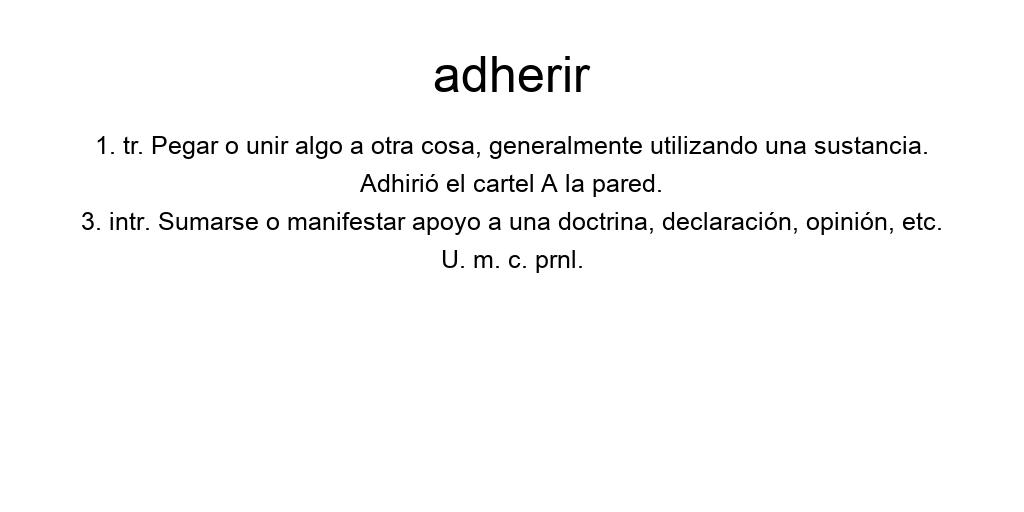 adherir
1. tr. Pegar o unir algo a otra cosa, generalmente utilizando una sustancia.
Adhirió el cartel A la pared.
3. intr. Sumarse o manifestar apoyo a una doctrina, declaración, opinión, etc.
U. m. c. prnl.